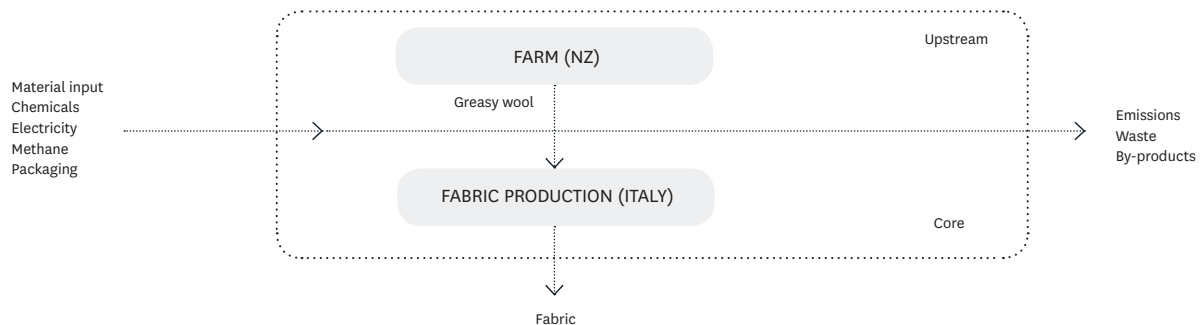 Upstream
FARM (NZ)
Greasy wool
Material input
Chemicals
Electricity
Methane
Packaging
Emissions
Waste
By-products
FABRIC PRODUCTION (ITALY)
Core
Fabric